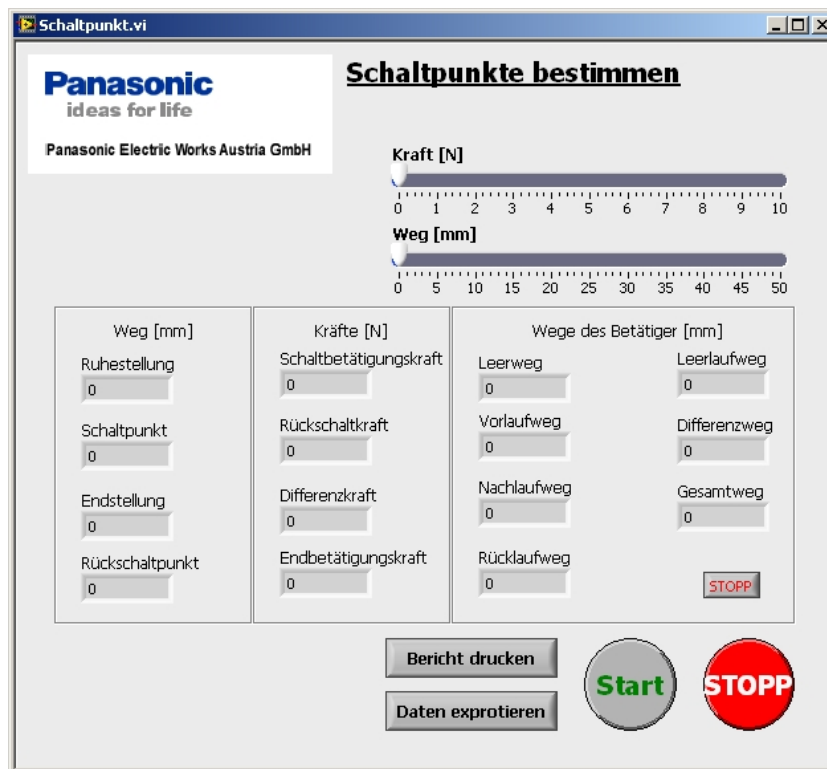 Schaltpunkt.vi
Panasonic
ideas for life
Panasonic Electric Works Austria GmbH
Schaltpunkte bestimmen
Kraft [N]
0 1 2 3 4 5 6 7 8 9 10
Weg [mm]
0 5 10 15 20 25 30 35 40 45 50
Weg [mm]
Ruhestellung
0
Schaltpunkt
0
Endstellung
0
Rückschaltpunkt
0
Kräfte [N]
Schaltbetätigungskraft
0
Rückschaltkraft
0
Differenzkraft
0
Endbetätigungskraft
0
Wege des Betätiger [mm]
Leerweg
0
Vorlaufweg
0
Nachlaufweg
0
Rücklaufweg
0
Leerlaufweg
0
Differenzweg
0
Gesamtweg
0
STOPP
Bericht drucken
Daten exprotieren
Start
STOPP